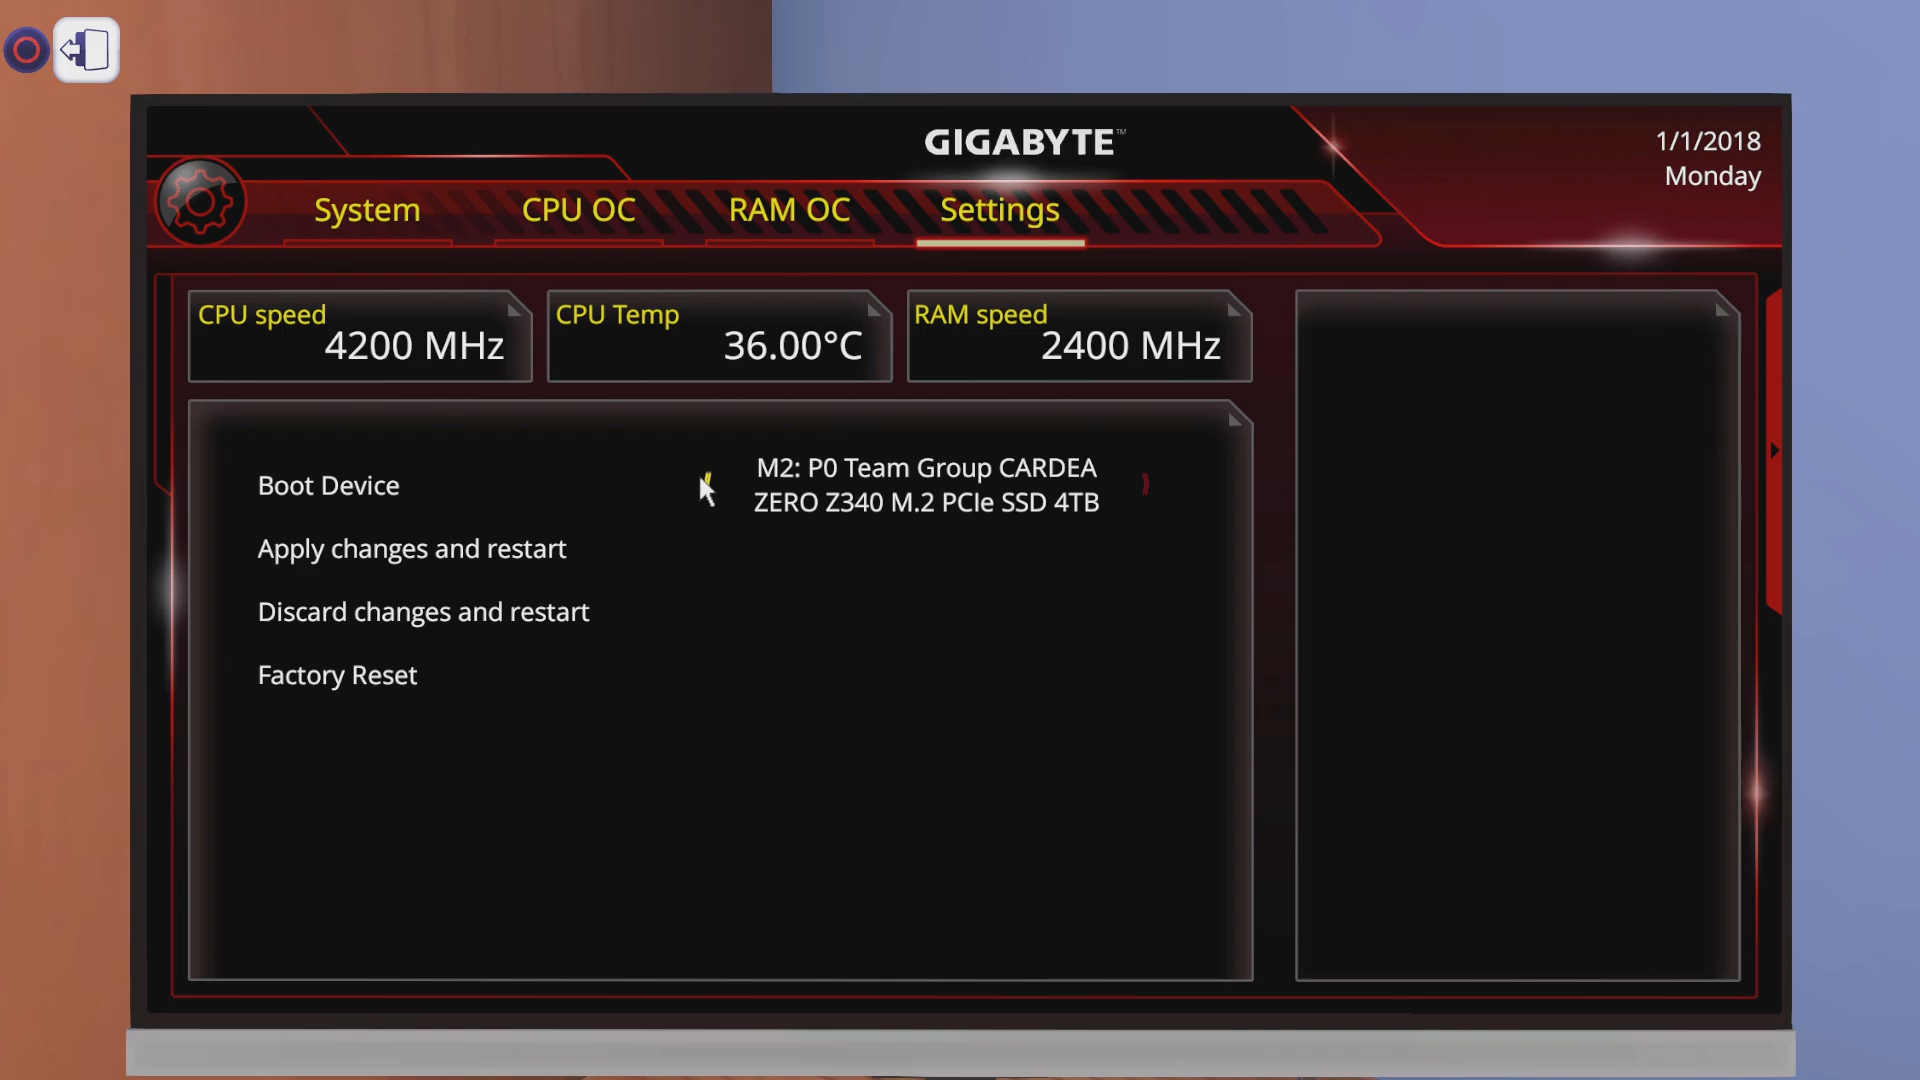 GIGABYTE™
1/1/2018
Monday
System
CPU OC
RAM OC
Settings
CPU speed
4200 MHz
CPU Temp
36.00°C
RAM speed
2400 MHz
Boot Device
M2: P0 Team Group CARDEA
ZERO Z340 M.2 PCIe SSD 4TB
Apply changes and restart
Discard changes and restart
Factory Reset